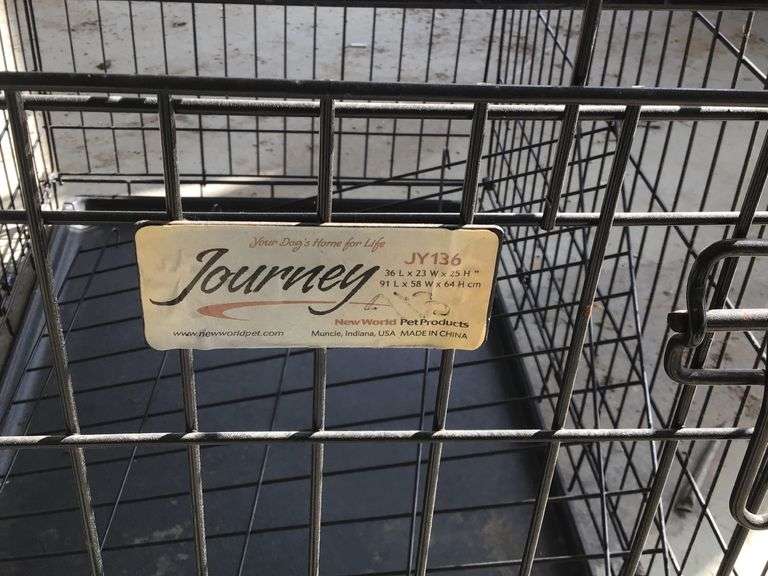 Your Dog's Home for Life
Journey
JY136
36 L x 23 W x 25 H "
91 L x 58 W x 64 H cm
New World Pet Products
www.newworldpet.com
Muncie, Indiana, USA MADE IN CHINA